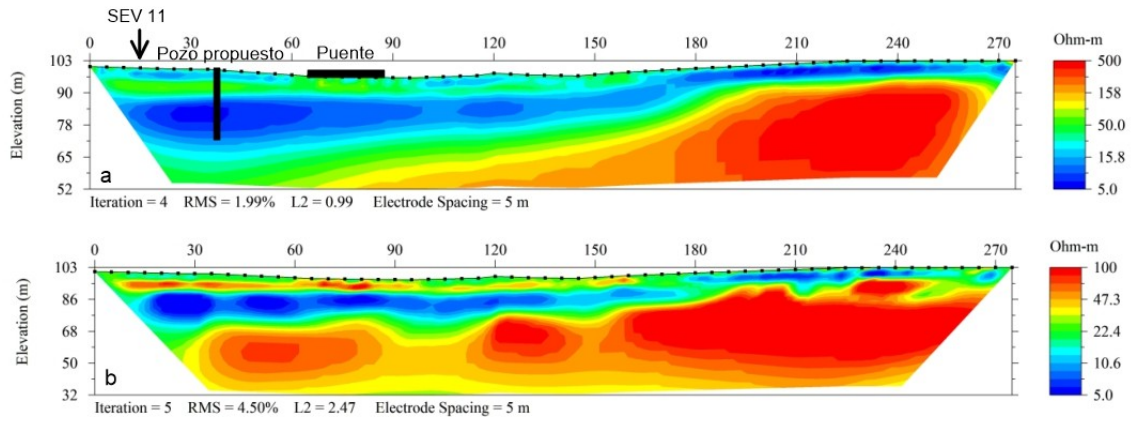 SEV 11
Pozo propuesto Puente
0 30 60 90 120 150 180 210 240 270
Ohm-m
Elevation (m)
103
90
78
65
52
500
158
50.0
15.8
5.0
a
Iteration = 4 RMS = 1.99% L2 = 0.99 Electrode Spacing = 5 m
0 30 60 90 120 150 180 210 240 270
Ohm-m
Elevation (m)
103
86
68
50
32
100
47.3
22.4
10.6
5.0
b
Iteration = 5 RMS = 4.50% L2 = 2.47 Electrode Spacing = 5 m